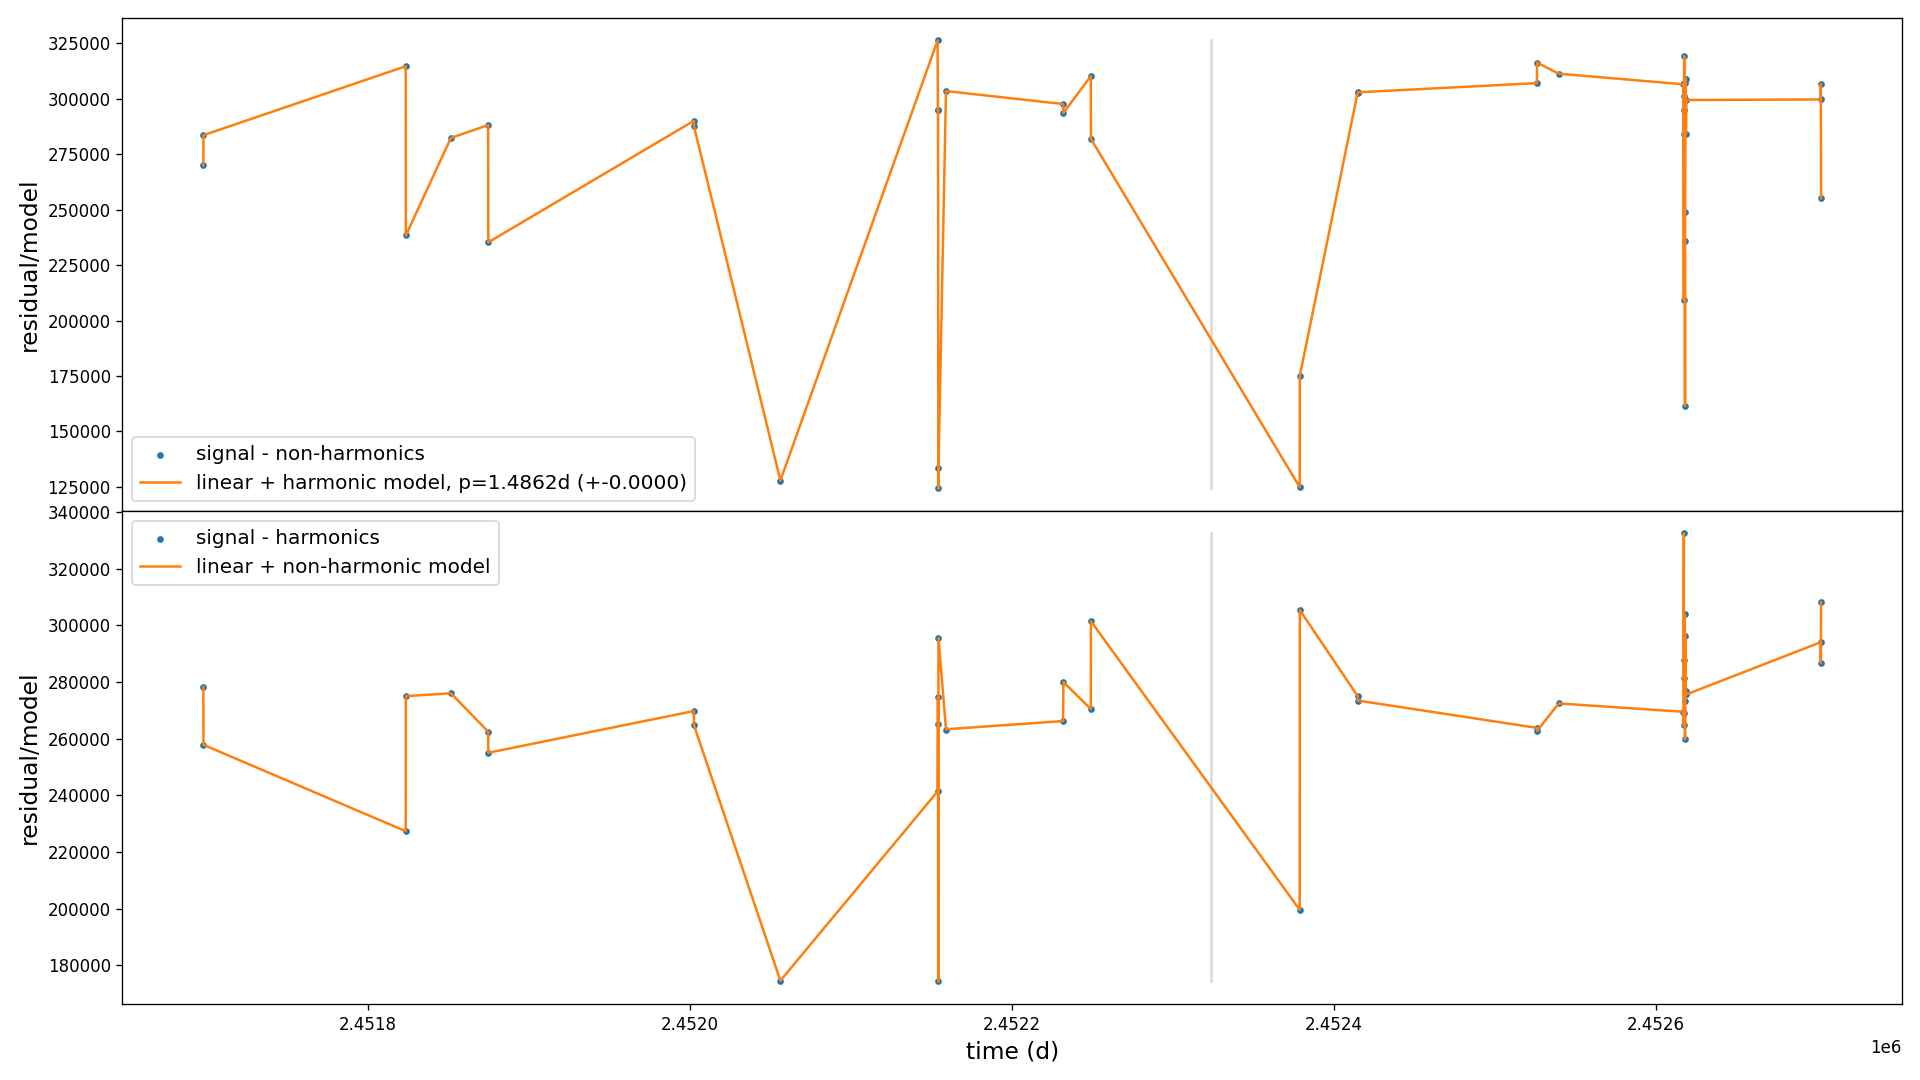 325000
300000
275000
250000
225000
200000
175000
150000
125000
residual/model
signal - non-harmonics
linear + harmonic model, p=1.4862d (+-0.0000)
340000
320000
300000
280000
260000
240000
220000
200000
180000
residual/model
signal - harmonics
linear + non-harmonic model
2.4518
2.4520
2.4522
2.4524
2.4526
time (d)
1e6